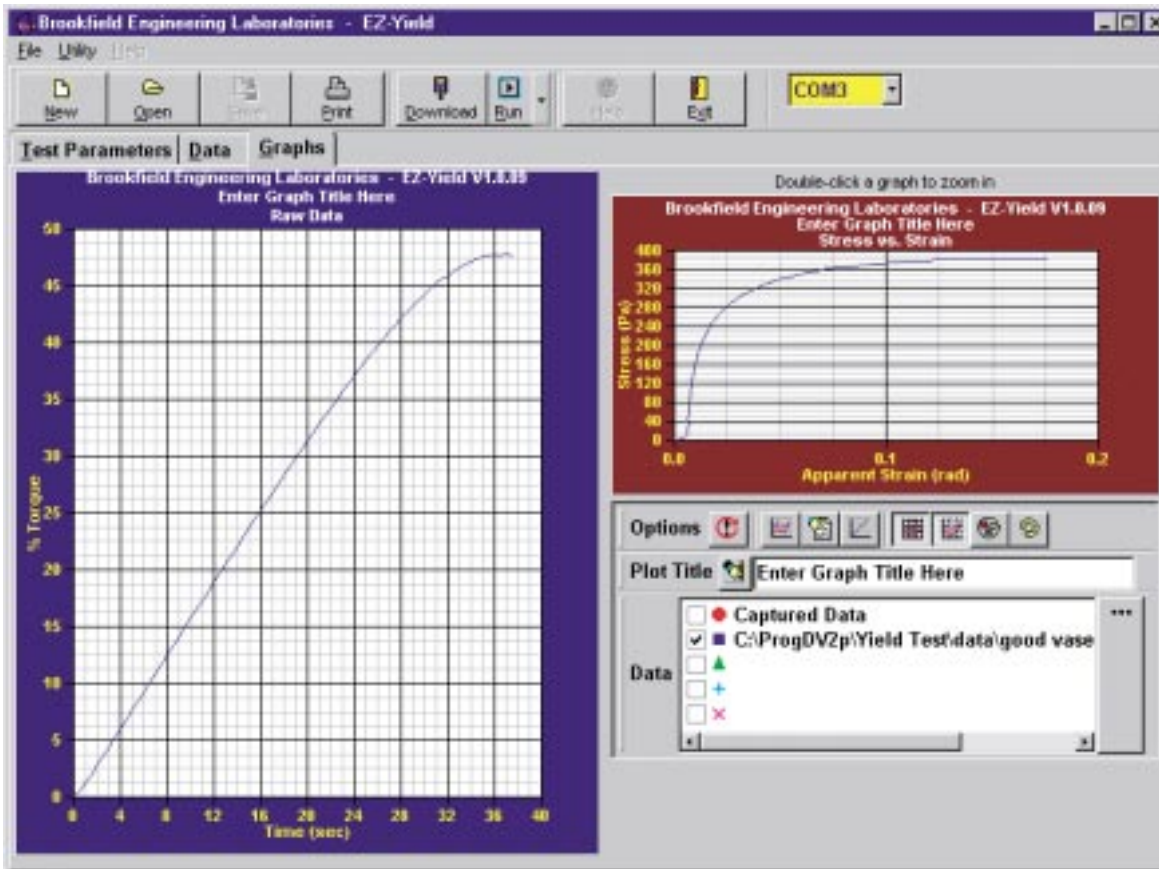 Brookfield Engineering Laboratories - EZ-Yield
File Utility Help
New Open Save Print Download Run Help Exit COM3
Test Parameters Data Graphs
Brookfield Engineering Laboratories - EZ-Yield V1.0.09
Enter Graph Title Here
Raw Data
50
45
40
35
30
25
20
15
10
5
0
% Torque
0 4 8 12 16 20 24 28 32 36 40
Time (sec)
Double-click a graph to zoom in
Brookfield Engineering Laboratories - EZ-Yield V1.0.09
Enter Graph Title Here
Stress vs. Strain
400
360
320
280
240
200
160
120
80
40
0
Stress (Pa)
0.0 0.1 0.2
Apparent Strain (rad)
Options
Plot Title Enter Graph Title Here
Captured Data
C:\ProgDV2p\Yield Test\data\good vase
Data
...